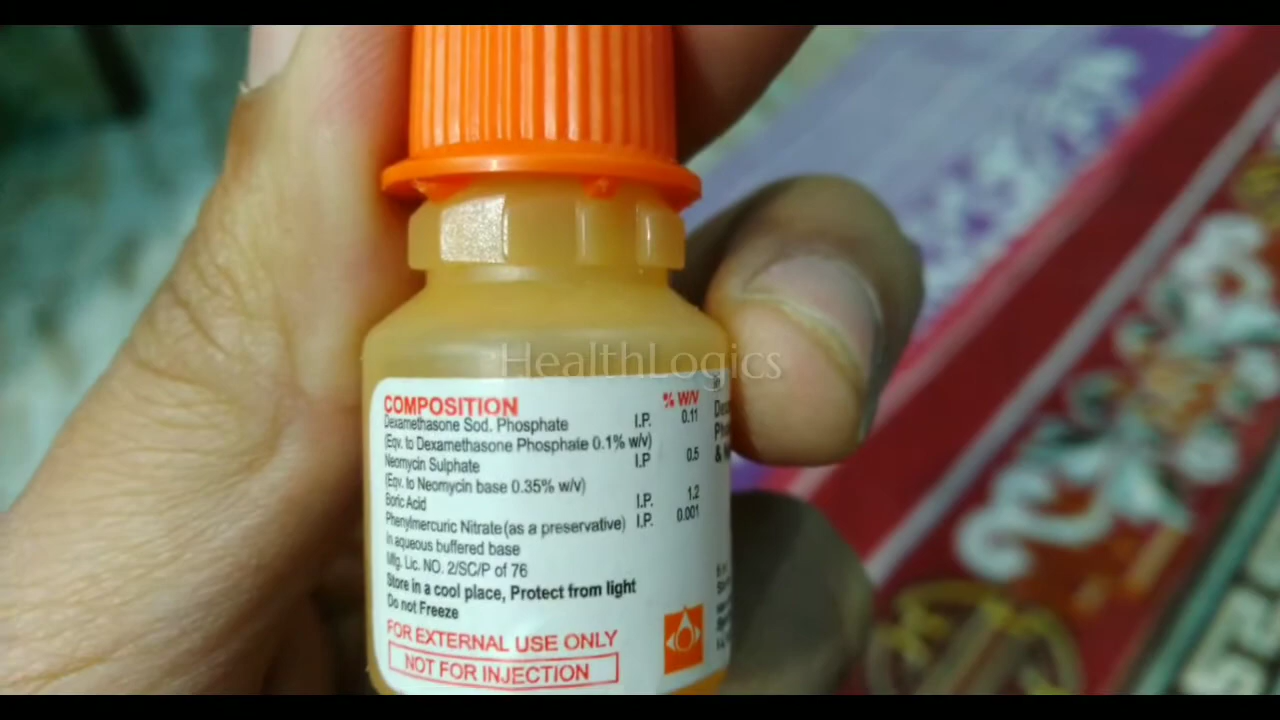 HealthLogics
COMPOSITION % W/V
Dexamethasone Sod. Phosphate I.P. 0.11
(Eqv. to Dexamethasone Phosphate 0.1% w/v)
Neomycin Sulphate I.P 0.5
(Eqv. to Neomycin base 0.35% w/v)
Boric Acid I.P. 1.2
Phenylmercuric Nitrate (as a preservative) I.P. 0.001
in aqueous buffered base
Mfg. Lic. NO. 2/SC/P of 76
Store in a cool place, Protect from light
Do not Freeze
FOR EXTERNAL USE ONLY
NOT FOR INJECTION